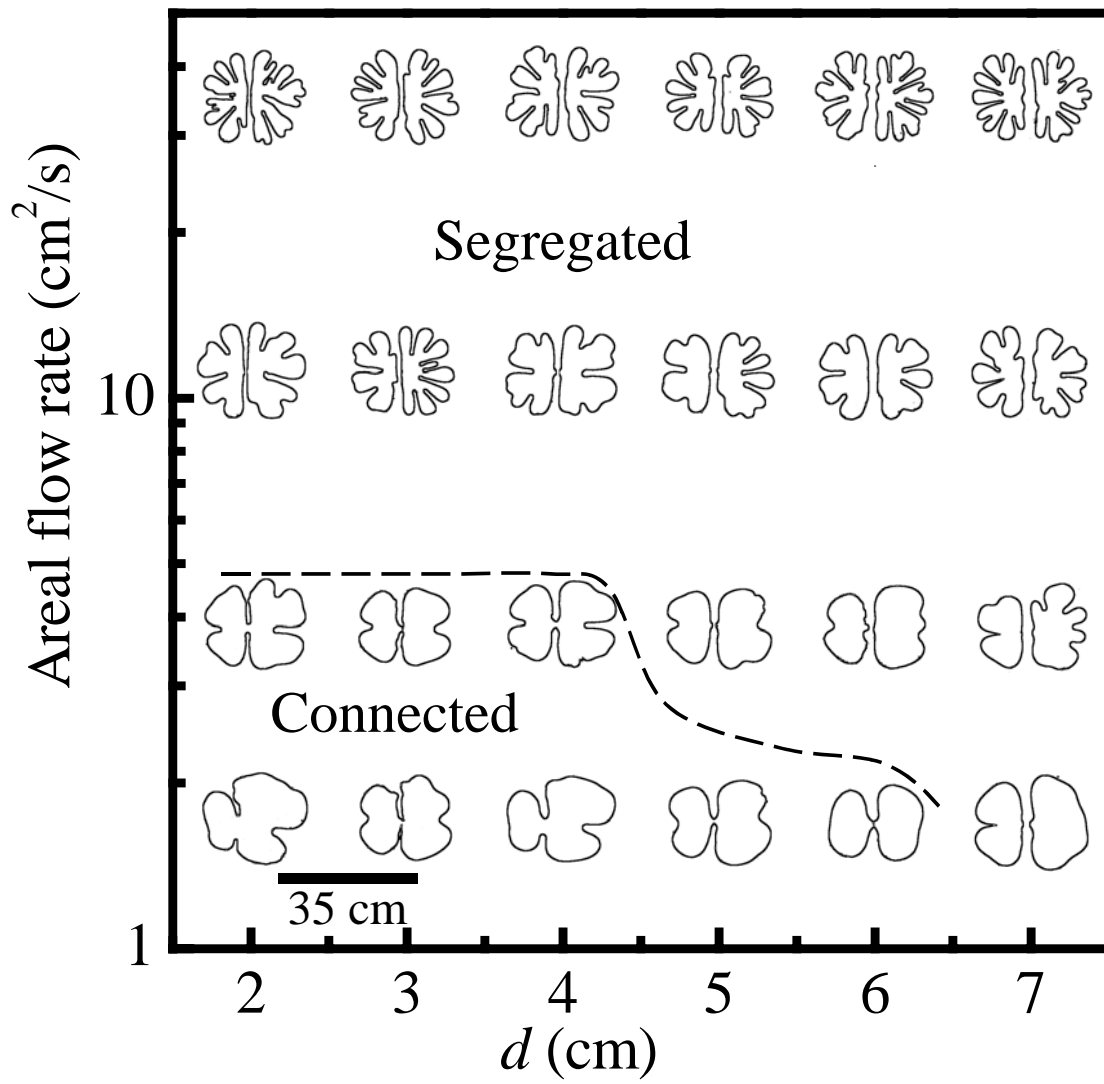 Areal flow rate (cm²/s)
Segregated
10
Connected
35 cm
1
2 3 4 5 6 7
d (cm)